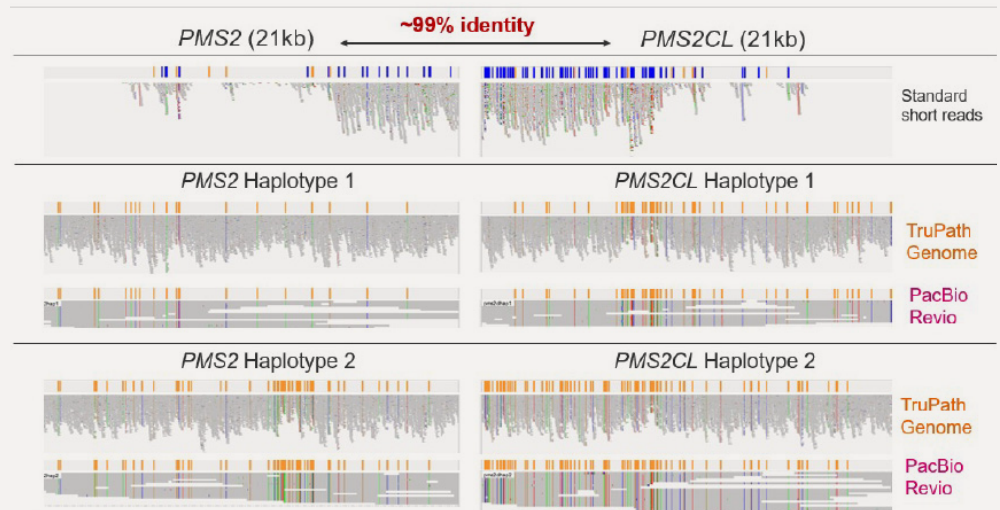 ~99% identity
PMS2 (21kb)
PMS2CL (21kb)
Standard
short reads
PMS2 Haplotype 1
PMS2CL Haplotype 1
TruPath
Genome
PacBio
Revio
PMS2 Haplotype 2
PMS2CL Haplotype 2
TruPath
Genome
PacBio
Revio